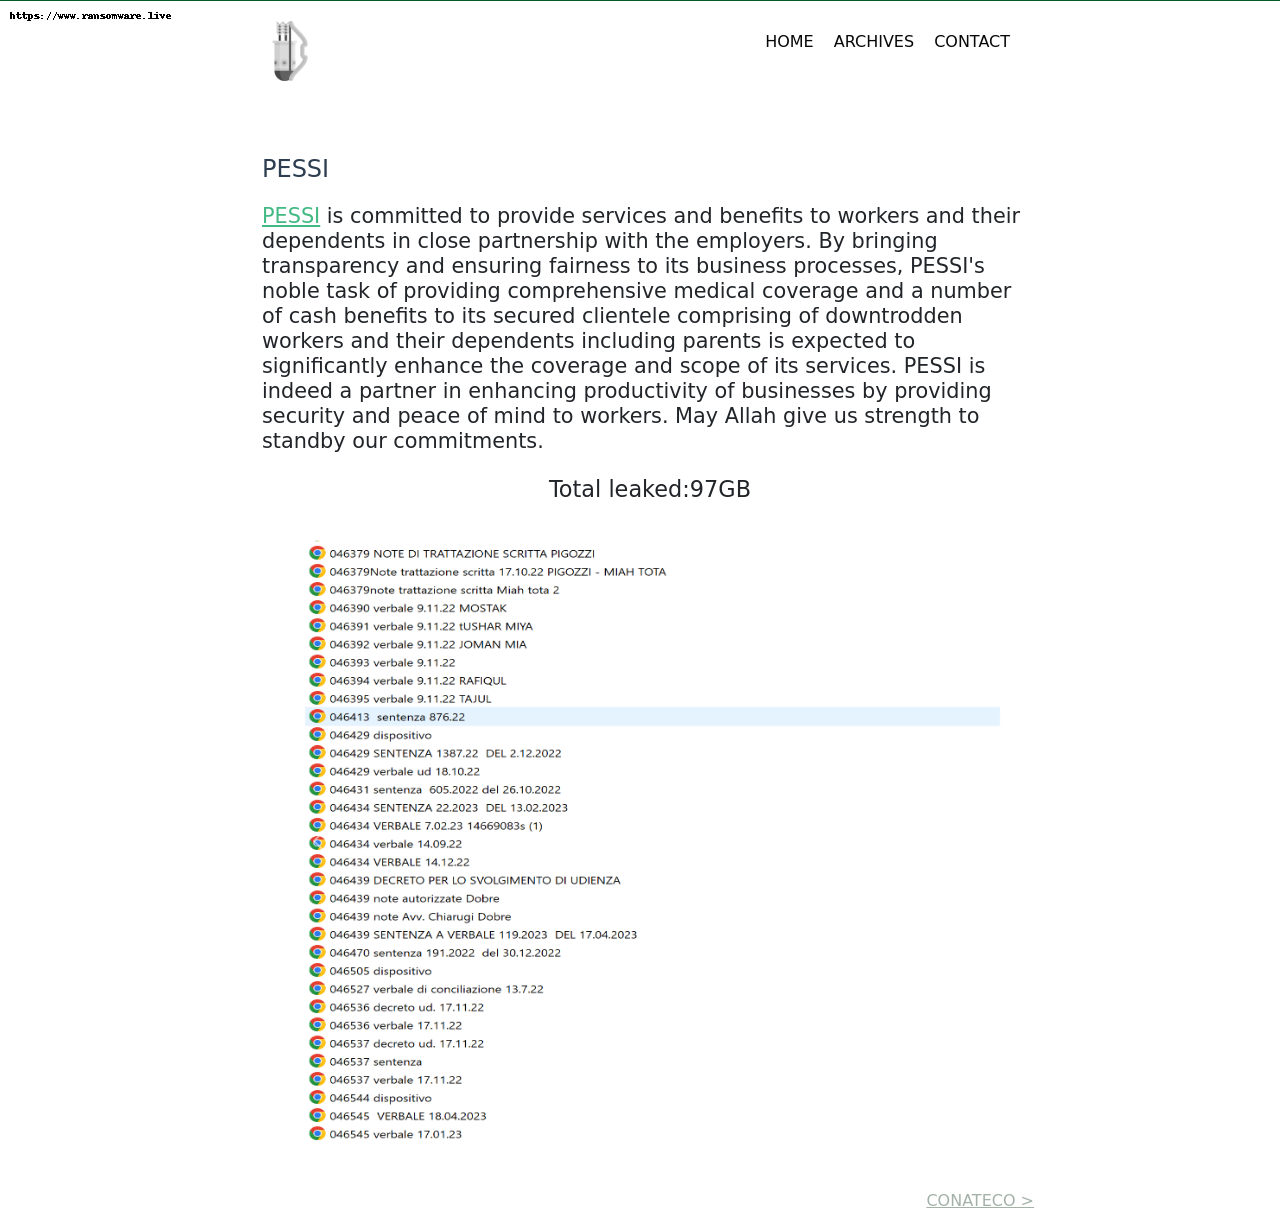 https://www.ransomware.live
HOME ARCHIVES CONTACT
PESSI
PESSI is committed to provide services and benefits to workers and their
dependents in close partnership with the employers. By bringing
transparency and ensuring fairness to its business processes, PESSI's
noble task of providing comprehensive medical coverage and a number
of cash benefits to its secured clientele comprising of downtrodden
workers and their dependents including parents is expected to
significantly enhance the coverage and scope of its services. PESSI is
indeed a partner in enhancing productivity of businesses by providing
security and peace of mind to workers. May Allah give us strength to
standby our commitments.
Total leaked:97GB
046379 NOTE DI TRATTAZIONE SCRITTA PIGOZZI
046379Note trattazione scritta 17.10.22 PIGOZZI - MIAH TOTA
046379note trattazione scritta Miah tota 2
046390 verbale 9.11.22 MOSTAK
046391 verbale 9.11.22 tUSHAR MIYA
046392 verbale 9.11.22 JOMAN MIA
046393 verbale 9.11.22
046394 verbale 9.11.22 RAFIQUL
046395 verbale 9.11.22 TAJUL
046413 sentenza 876.22
046429 dispositivo
046429 SENTENZA 1387.22 DEL 2.12.2022
046429 verbale ud 18.10.22
046431 sentenza 605.2022 del 26.10.2022
046434 SENTENZA 22.2023 DEL 13.02.2023
046434 VERBALE 7.02.23 14669083s (1)
046434 verbale 14.09.22
046434 VERBALE 14.12.22
046439 DECRETO PER LO SVOLGIMENTO DI UDIENZA
046439 note autorizzate Dobre
046439 note Avv. Chiarugi Dobre
046439 SENTENZA A VERBALE 119.2023 DEL 17.04.2023
046470 sentenza 191.2022 del 30.12.2022
046505 dispositivo
046527 verbale di conciliazione 13.7.22
046536 decreto ud. 17.11.22
046536 verbale 17.11.22
046537 decreto ud. 17.11.22
046537 sentenza
046537 verbale 17.11.22
046544 dispositivo
046545 VERBALE 18.04.2023
046545 verbale 17.01.23
CONATECO >